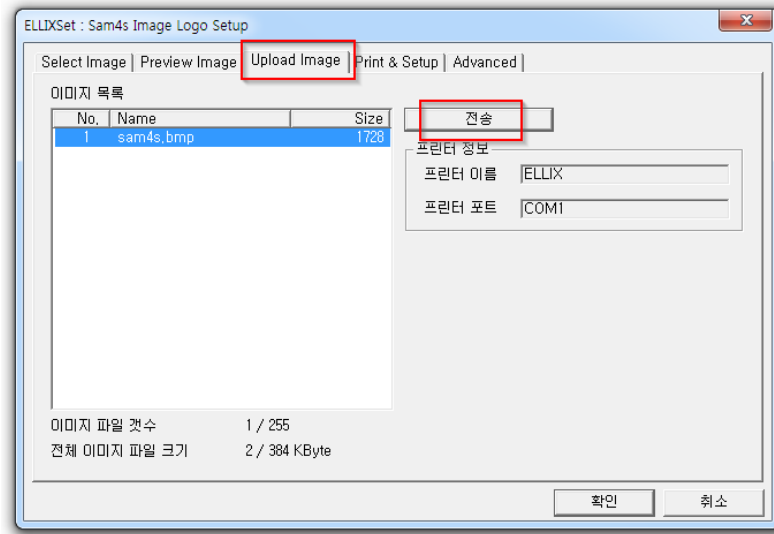 ELLIXSet : Sam4s Image Logo Setup
Select Image | Preview Image | Upload Image | Print & Setup | Advanced |
이미지 목록
No. Name Size
1 sam4s.bmp 1728
전송
프린터 정보
프린터 이름 ELLIX
프린터 포트 COM1
이미지 파일 갯수 1 / 255
전체 이미지 파일 크기 2 / 384 KByte
확인 취소